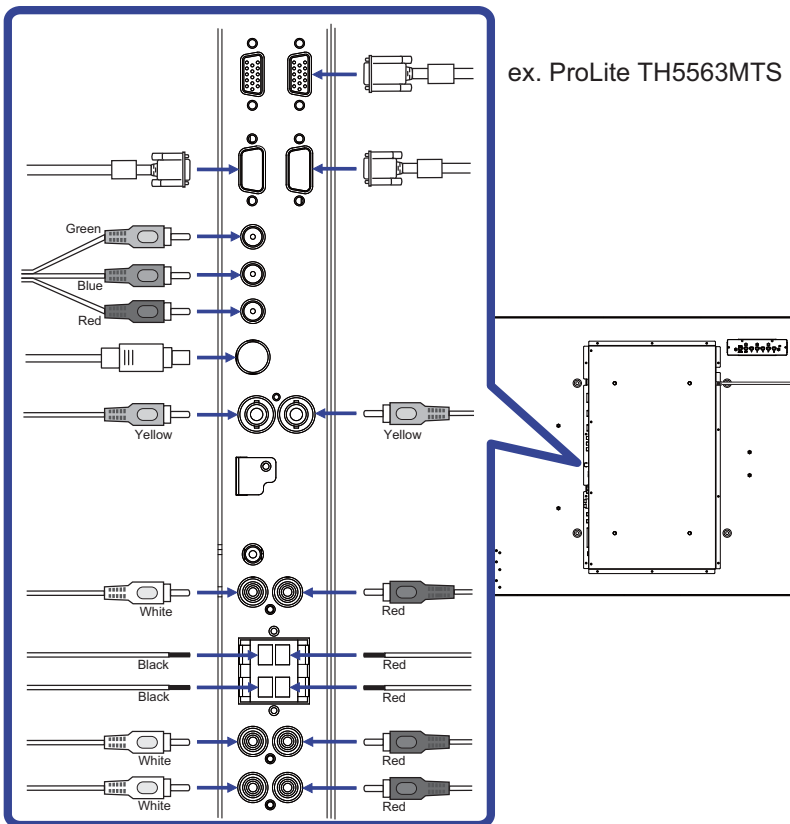 ex. ProLite TH5563MTS
Green
Blue
Red
Yellow
Yellow
White
Red
Black
Red
Black
Red
White
Red
White
Red